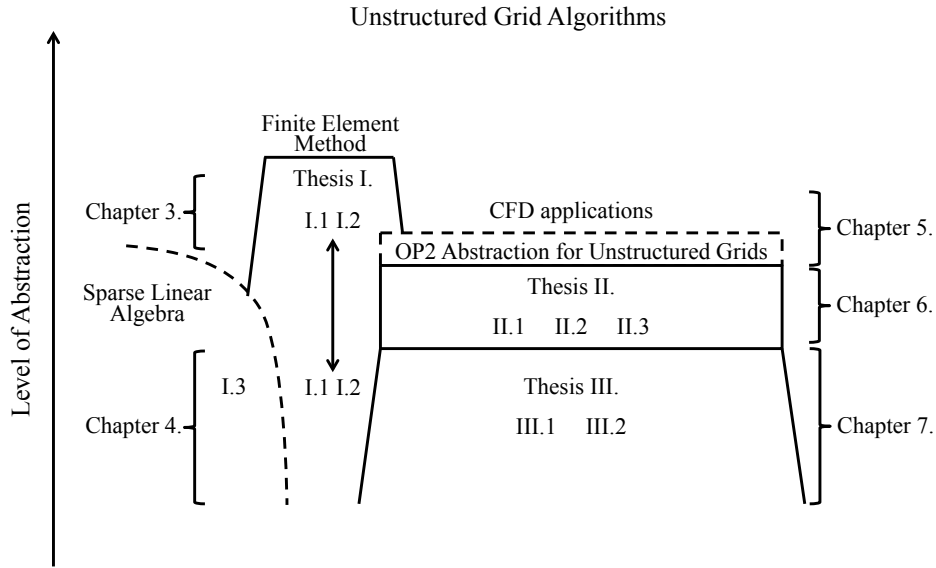 Unstructured Grid Algorithms
Level of Abstraction
Finite Element
Method
Thesis I.
Chapter 3.
I.1 I.2
CFD applications
Chapter 5.
OP2 Abstraction for Unstructured Grids
Sparse Linear
Algebra
Thesis II.
Chapter 6.
II.1 II.2 II.3
I.3
I.1 I.2
Thesis III.
Chapter 4.
III.1 III.2
Chapter 7.